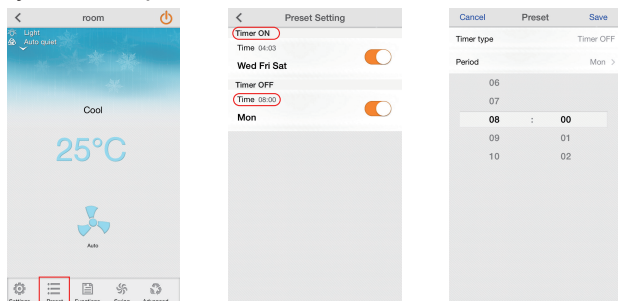 room
Light
Auto quiet
Cool
25°C
Auto
Settings Preset Functions Swing Advanced
Preset Setting
Timer ON
Time 04:03
Wed Fri Sat
Timer OFF
Time 08:00
Mon
Cancel Preset Save
Timer type Timer OFF
Period Mon >
06
07
08 : 00
09 01
10 02